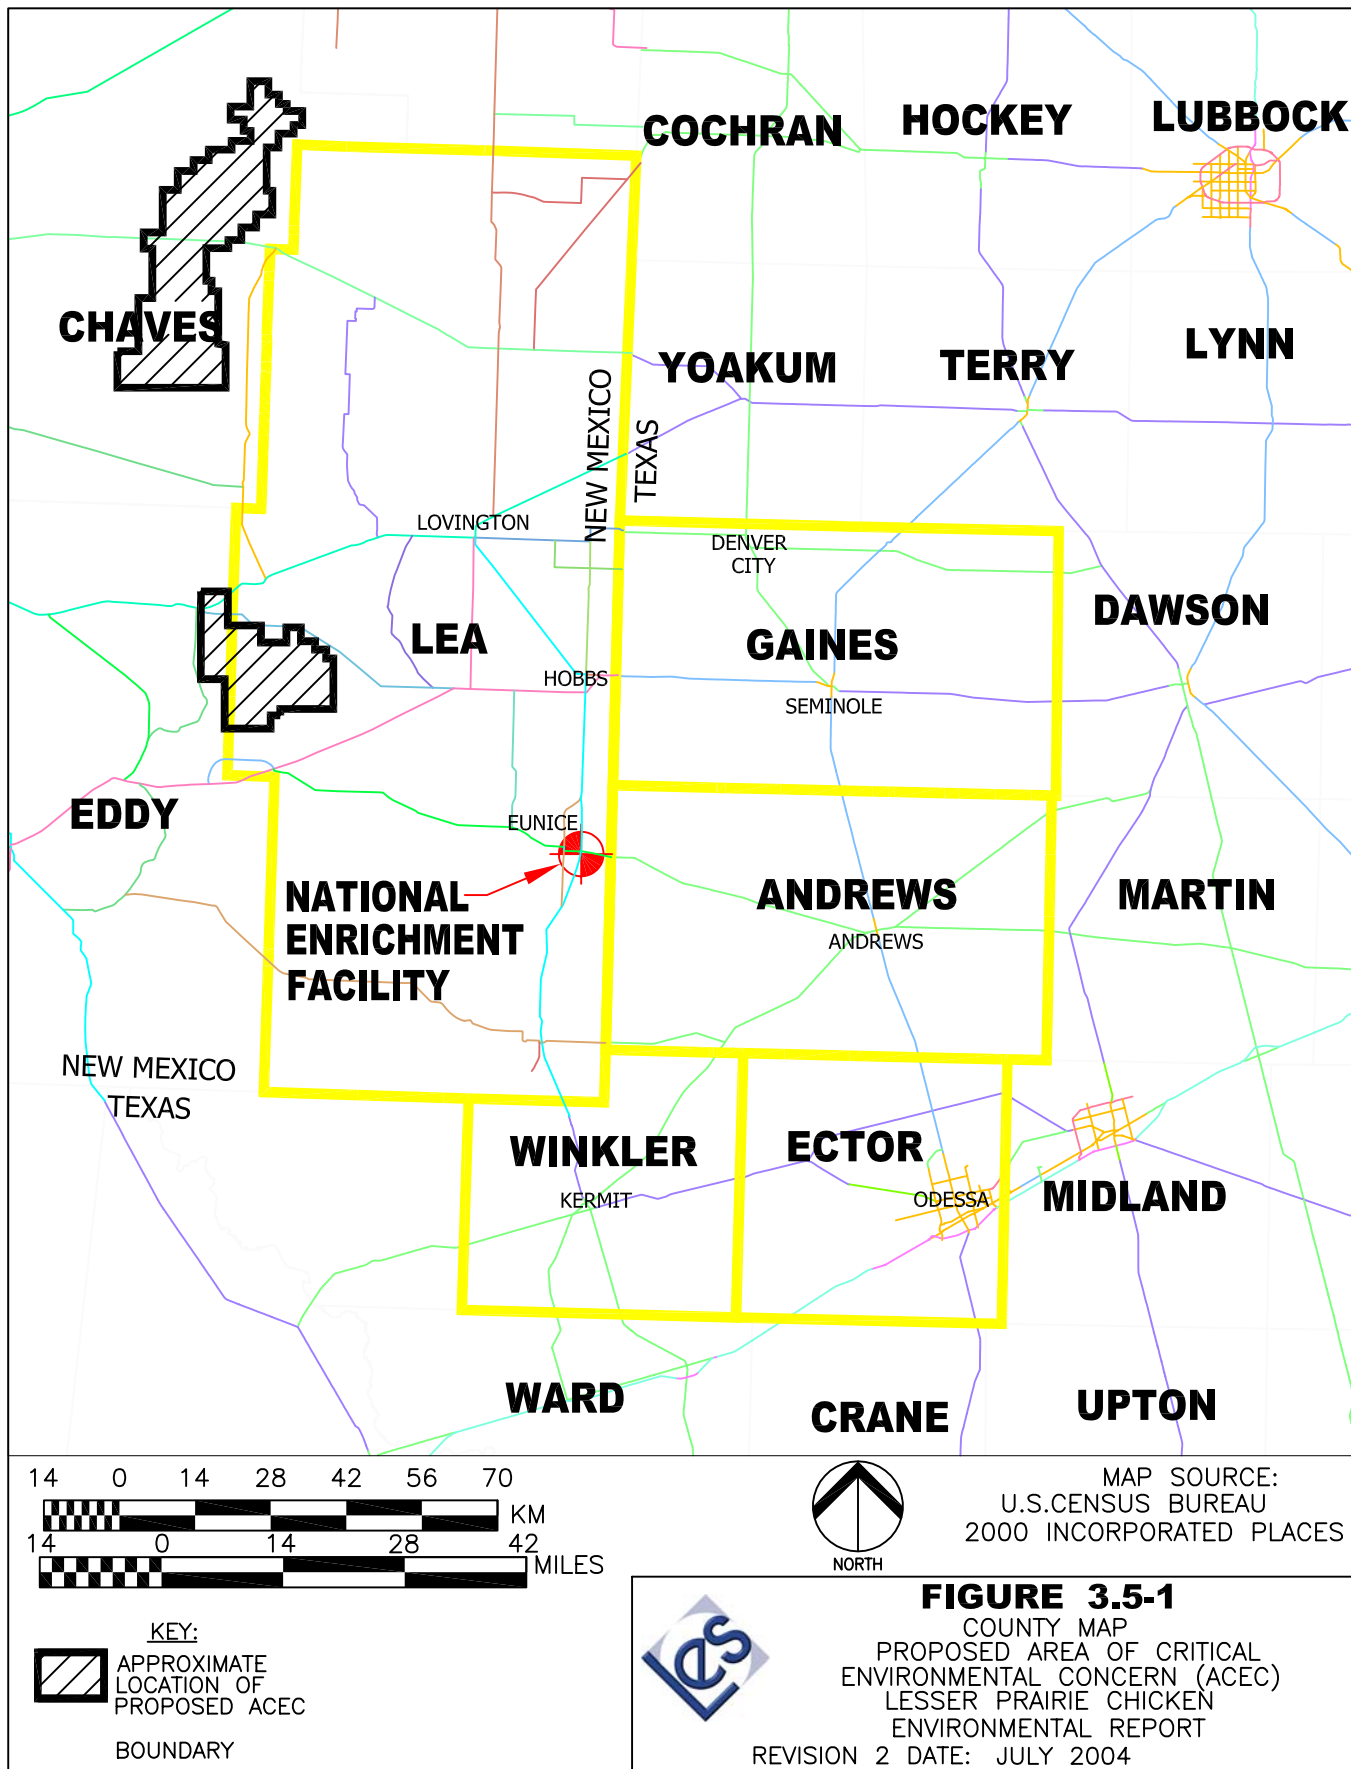 COCHRAN
HOCKEY
LUBBOCK
CHAVES
YOAKUM
TERRY
LYNN
NEW MEXICO
TEXAS
LOVINGTON
DENVER
CITY
LEA
GAINES
DAWSON
HOBBS
SEMINOLE
EDDY
EUNICE
NATIONAL
ENRICHMENT
FACILITY
ANDREWS
ANDREWS
MARTIN
NEW MEXICO
TEXAS
WINKLER
KERMIT
ECTOR
ODESSA
MIDLAND
WARD
CRANE
UPTON
14 0 14 28 42 56 70
KM
14 0 14 28 42
MILES
NORTH
MAP SOURCE:
U.S.CENSUS BUREAU
2000 INCORPORATED PLACES
KEY:
APPROXIMATE
LOCATION OF
PROPOSED ACEC
BOUNDARY
LES
FIGURE 3.5-1
COUNTY MAP
PROPOSED AREA OF CRITICAL
ENVIRONMENTAL CONCERN (ACEC)
LESSER PRAIRIE CHICKEN
ENVIRONMENTAL REPORT
REVISION 2 DATE: JULY 2004